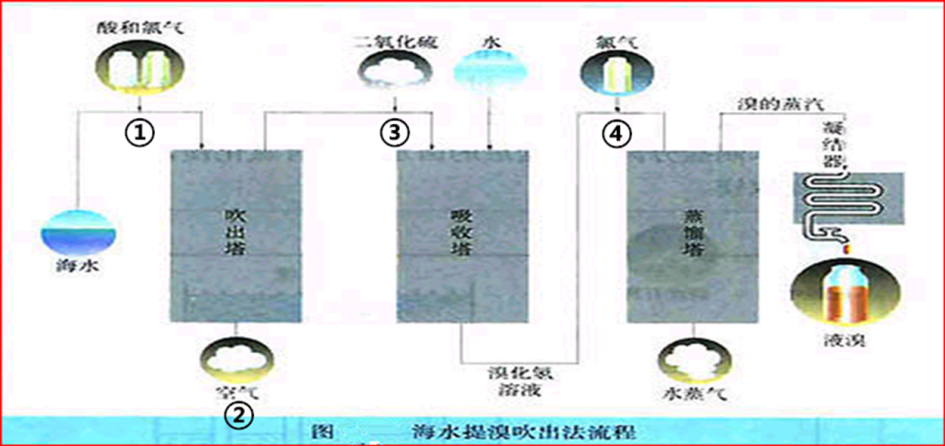 酸和氯气
二氧化硫
水
氯气
溴的蒸汽
①
③
④
凝结器
吹出塔
吸收塔
蒸馏塔
海水
溴化氢
溶液
液溴
空气
水蒸气
②
图 海水提溴吹出法流程